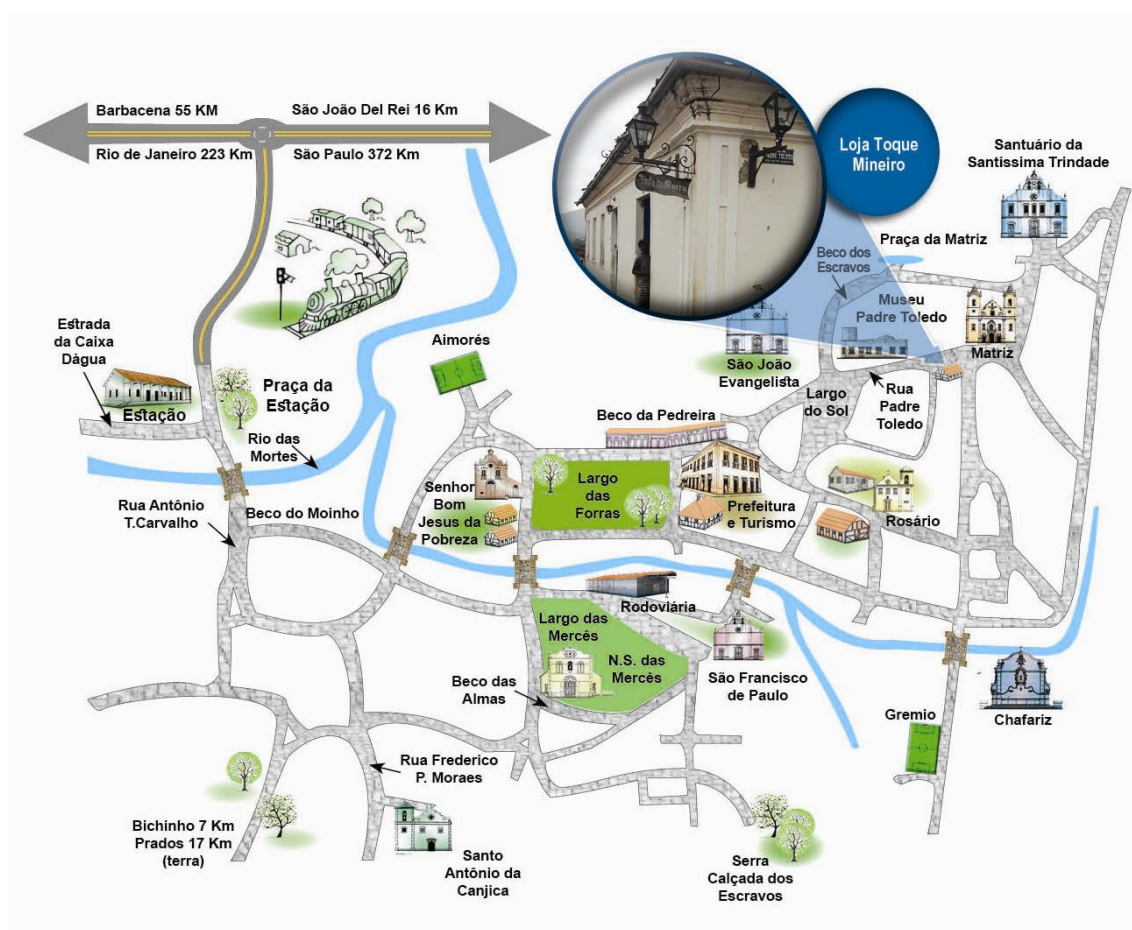 Barbacena 55 KM
São João Del Rei 16 Km
Rio de Janeiro 223 Km
São Paulo 372 Km
Loja Toque
Mineiro
Santuário da
Santissima Trindade
Praça da Matriz
Beco dos
Escravos
Museu
Padre Toledo
Matriz
São João
Evangelista
Largo
do Sol
Rua
Padre
Toledo
Estrada
da Caixa
Dàgua
Estação
Praça da
Estação
Aimorés
Rio das
Mortes
Beco da Pedreira
Senhor
Bom
Jesus da
Pobreza
Largo
das
Forras
Prefeitura
e Turismo
Rosário
Rua Antônio
T.Carvalho
Beco do Moinho
Rodoviária
Largo das
Mercês
N.S. das
Mercês
São Francisco
de Paulo
Beco das
Almas
Chafariz
Gremio
Rua Frederico
P. Moraes
Bichinho 7 Km
Prados 17 Km
(terra)
Santo
Antônio da
Canjica
Serra
Calçada dos
Escravos